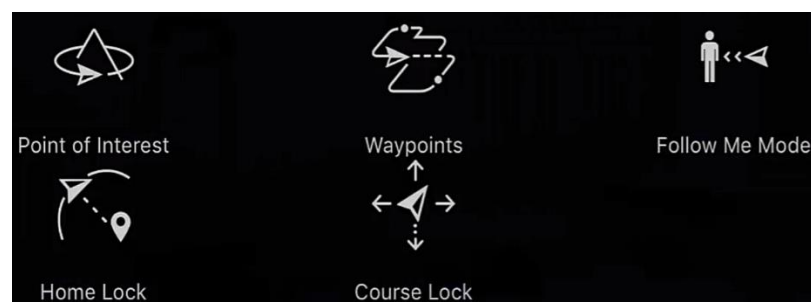 Point of Interest
Waypoints
Follow Me Mode
Home Lock
Course Lock